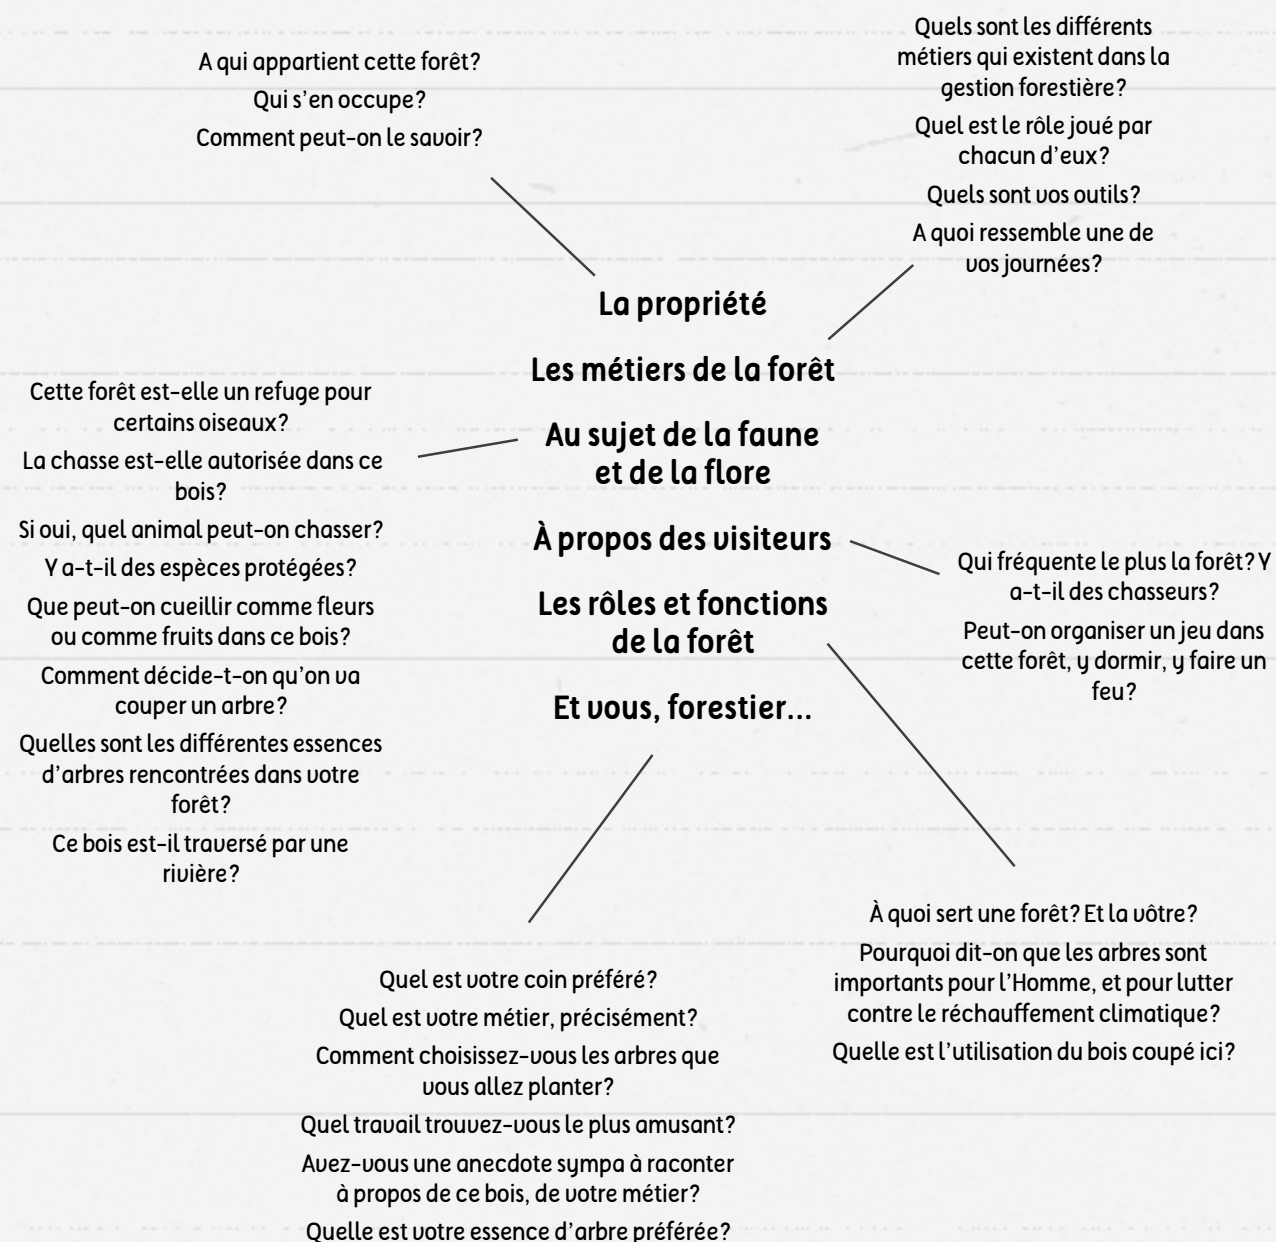 A qui appartient cette forêt?
Qui s'en occupe?
Comment peut-on le savoir?
Quels sont les différents
métiers qui existent dans la
gestion forestière?
Quel est le rôle joué par
chacun d'eux?
Quels sont vos outils?
A quoi ressemble une de
vos journées?
La propriété
Les métiers de la forêt
Au sujet de la faune
et de la flore
À propos des visiteurs
Les rôles et fonctions
de la forêt
Et vous, forestier...
Cette forêt est-elle un refuge pour
certains oiseaux?
La chasse est-elle autorisée dans ce
bois?
Si oui, quel animal peut-on chasser?
Y a-t-il des espèces protégées?
Que peut-on cueillir comme fleurs
ou comme fruits dans ce bois?
Comment décide-t-on qu'on va
couper un arbre?
Quelles sont les différentes essences
d'arbres rencontrées dans votre
forêt?
Ce bois est-il traversé par une
rivière?
Qui fréquente le plus la forêt? Y
a-t-il des chasseurs?
Peut-on organiser un jeu dans
cette forêt, y dormir, y faire un
feu?
À quoi sert une forêt? Et la vôtre?
Pourquoi dit-on que les arbres sont
importants pour l'Homme, et pour lutter
contre le réchauffement climatique?
Quelle est l'utilisation du bois coupé ici?
Quel est votre coin préféré?
Quel est votre métier, précisément?
Comment choisissez-vous les arbres que
vous allez planter?
Quel travail trouvez-vous le plus amusant?
Avez-vous une anecdote sympa à raconter
à propos de ce bois, de votre métier?
Quelle est votre essence d'arbre préférée?